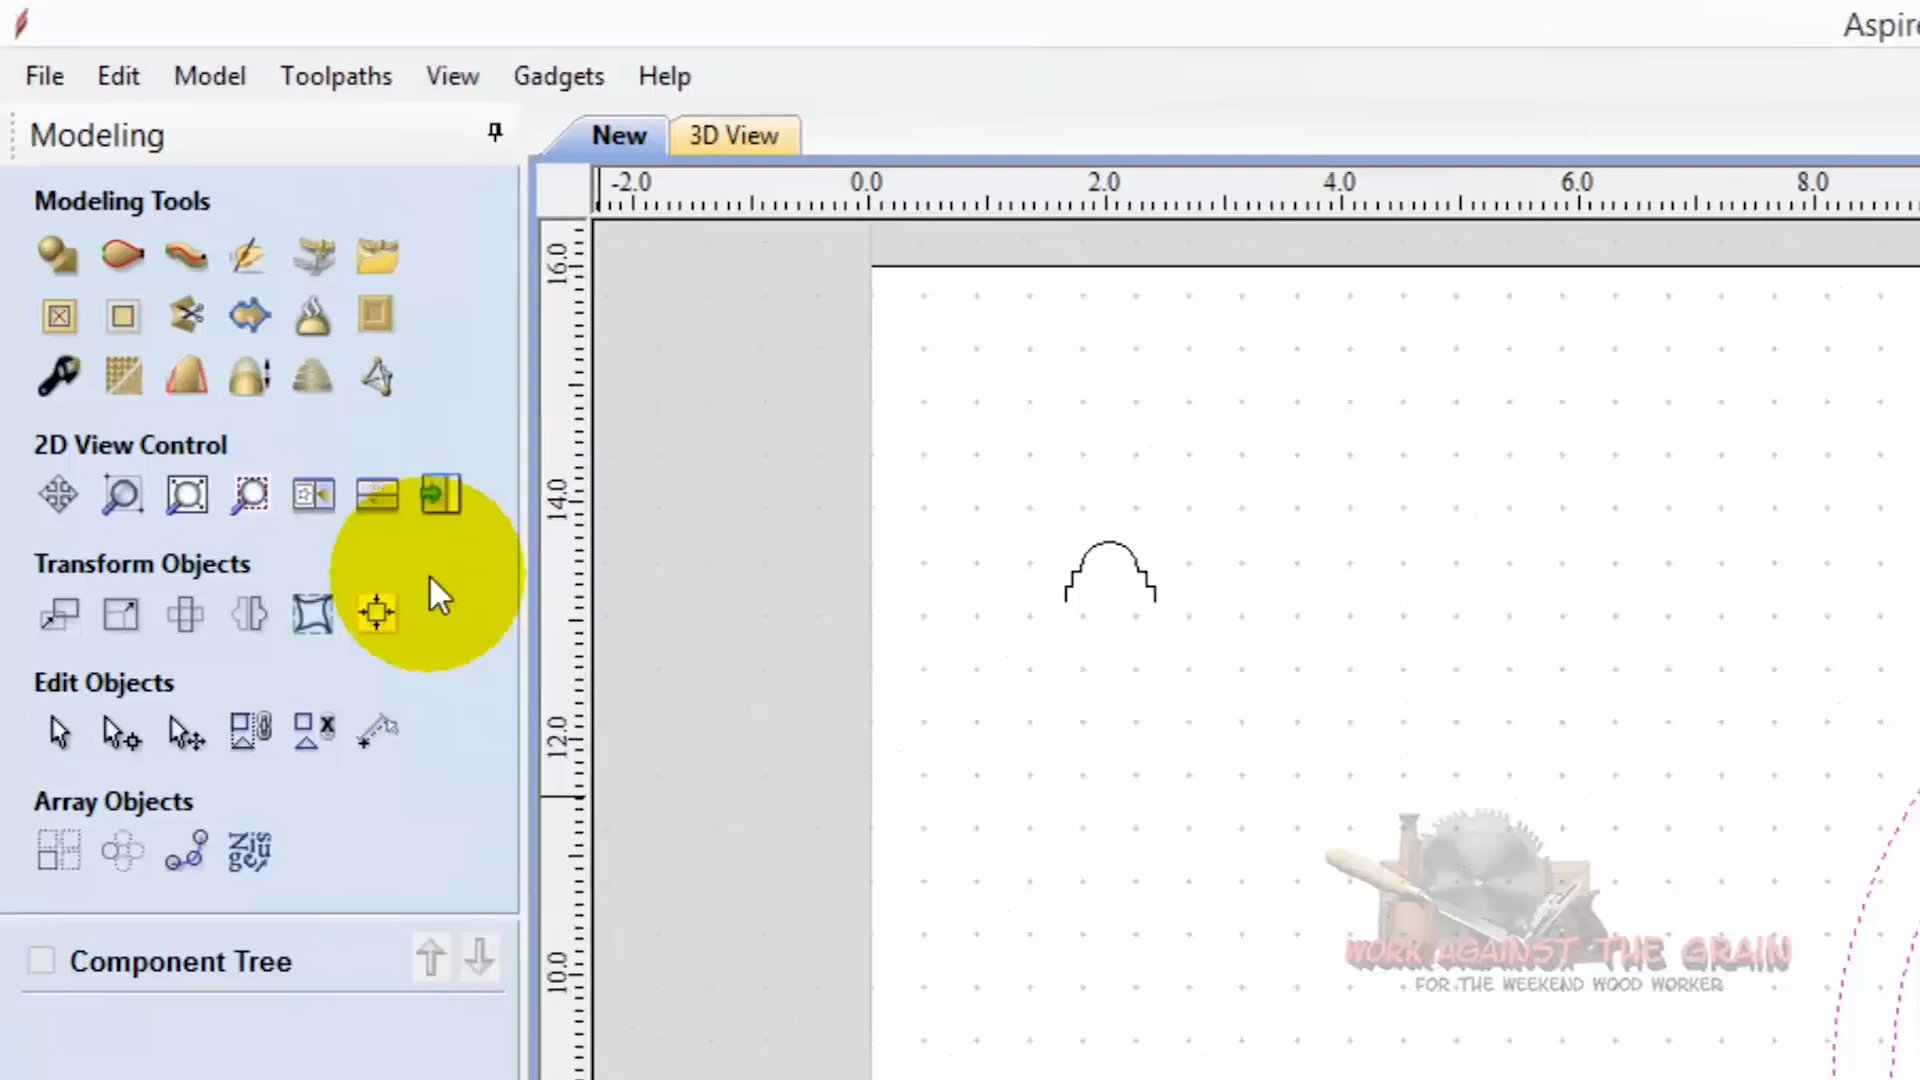 Aspire
File Edit Model Toolpaths View Gadgets Help
Modeling
New 3D View
Modeling Tools
-2.0 0.0 2.0 4.0 6.0 8.0
16.0
2D View Control
14.0
Transform Objects
Edit Objects
12.0
Array Objects
Component Tree
10.0
WORK AGAINST THE GRAIN
FOR THE WEEKEND WOOD WORKER